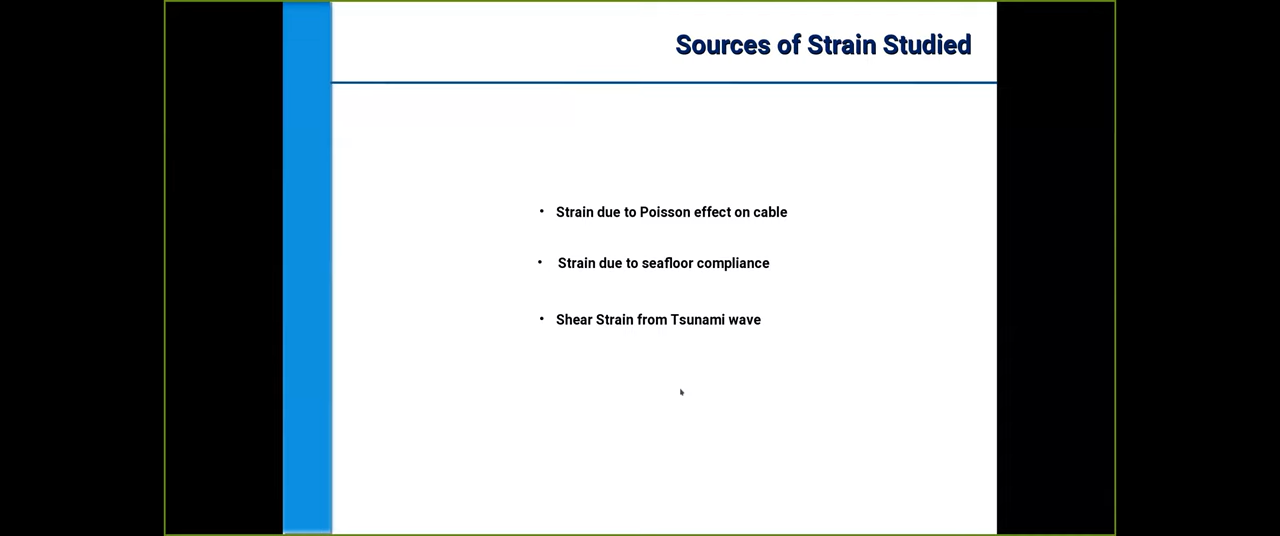 Sources of Strain Studied
• Strain due to Poisson effect on cable
• Strain due to seafloor compliance
• Shear Strain from Tsunami wave